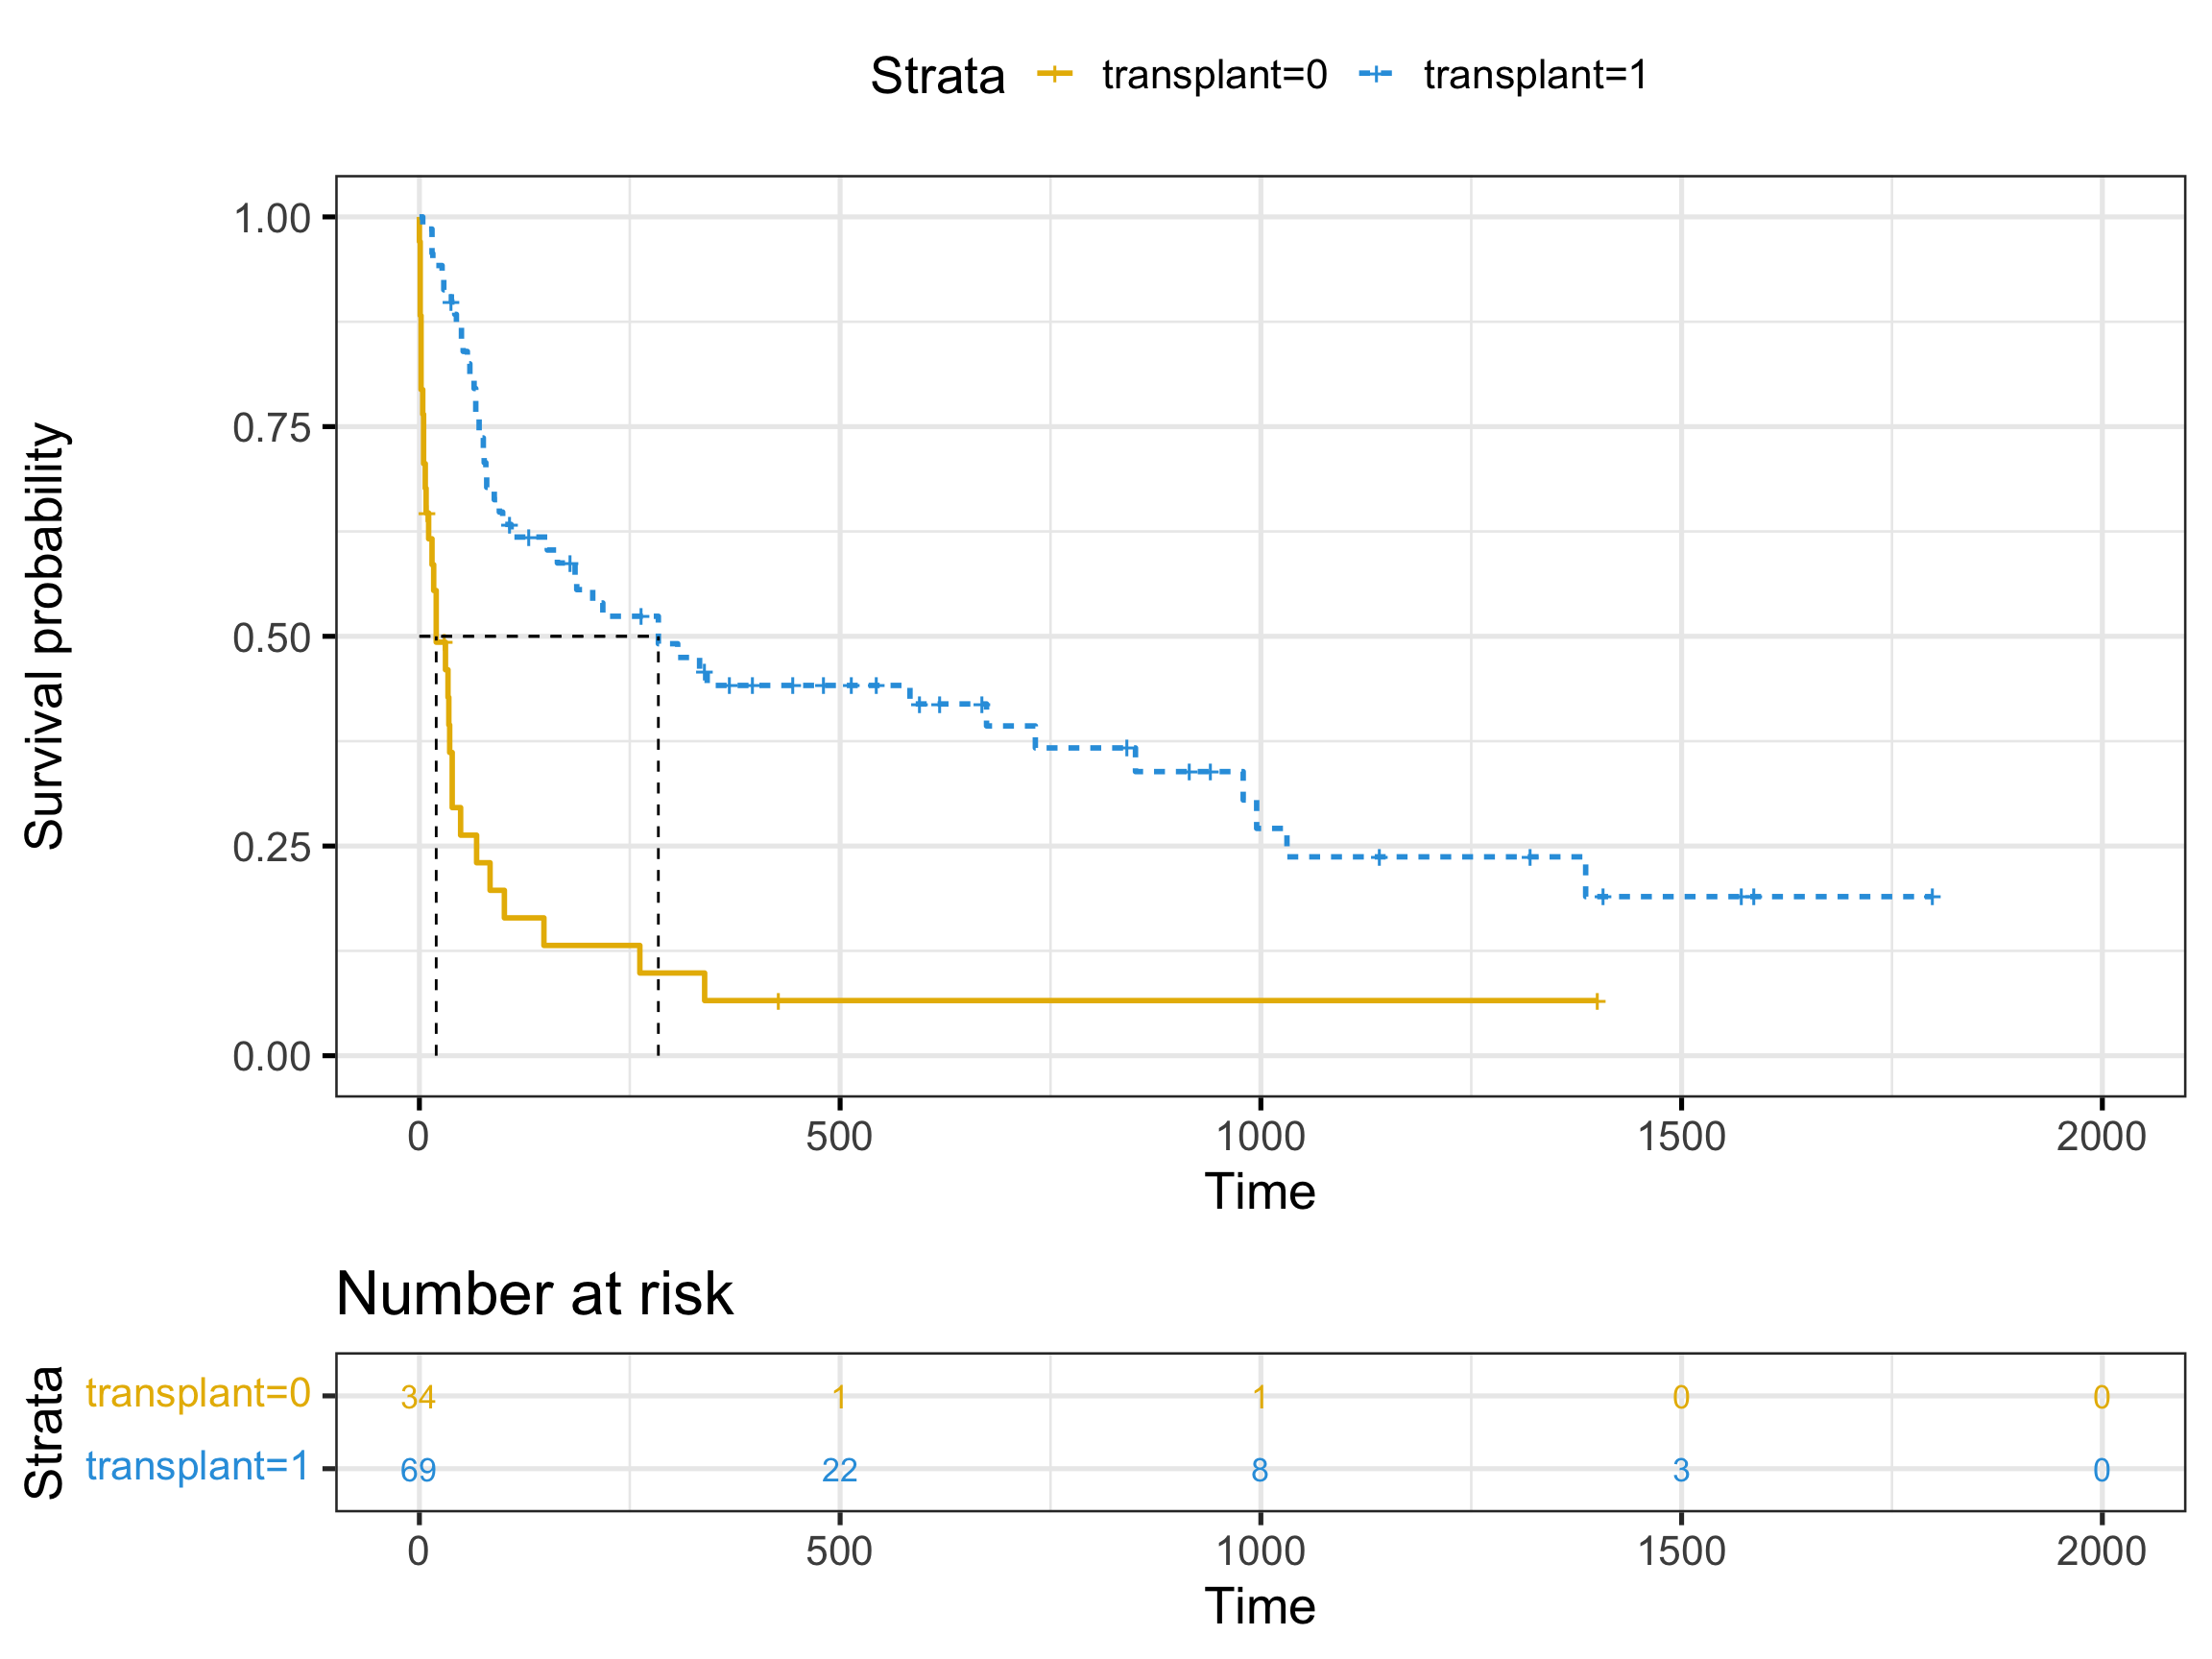 Strata transplant=0 transplant=1
Survival probability
1.00
0.75
0.50
0.25
0.00
0 500 1000 1500 2000
Time
Number at risk
Strata
transplant=0 34 1 1 0 0
transplant=1 69 22 8 3 0
0 500 1000 1500 2000
Time